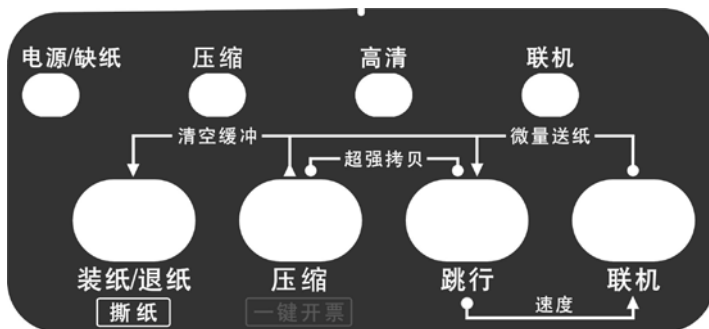 电源/缺纸 压缩 高清 联机
清空缓冲 微量送纸
超强拷贝
装纸/退纸 压缩 跳行 联机
撕纸 一键开票 速度